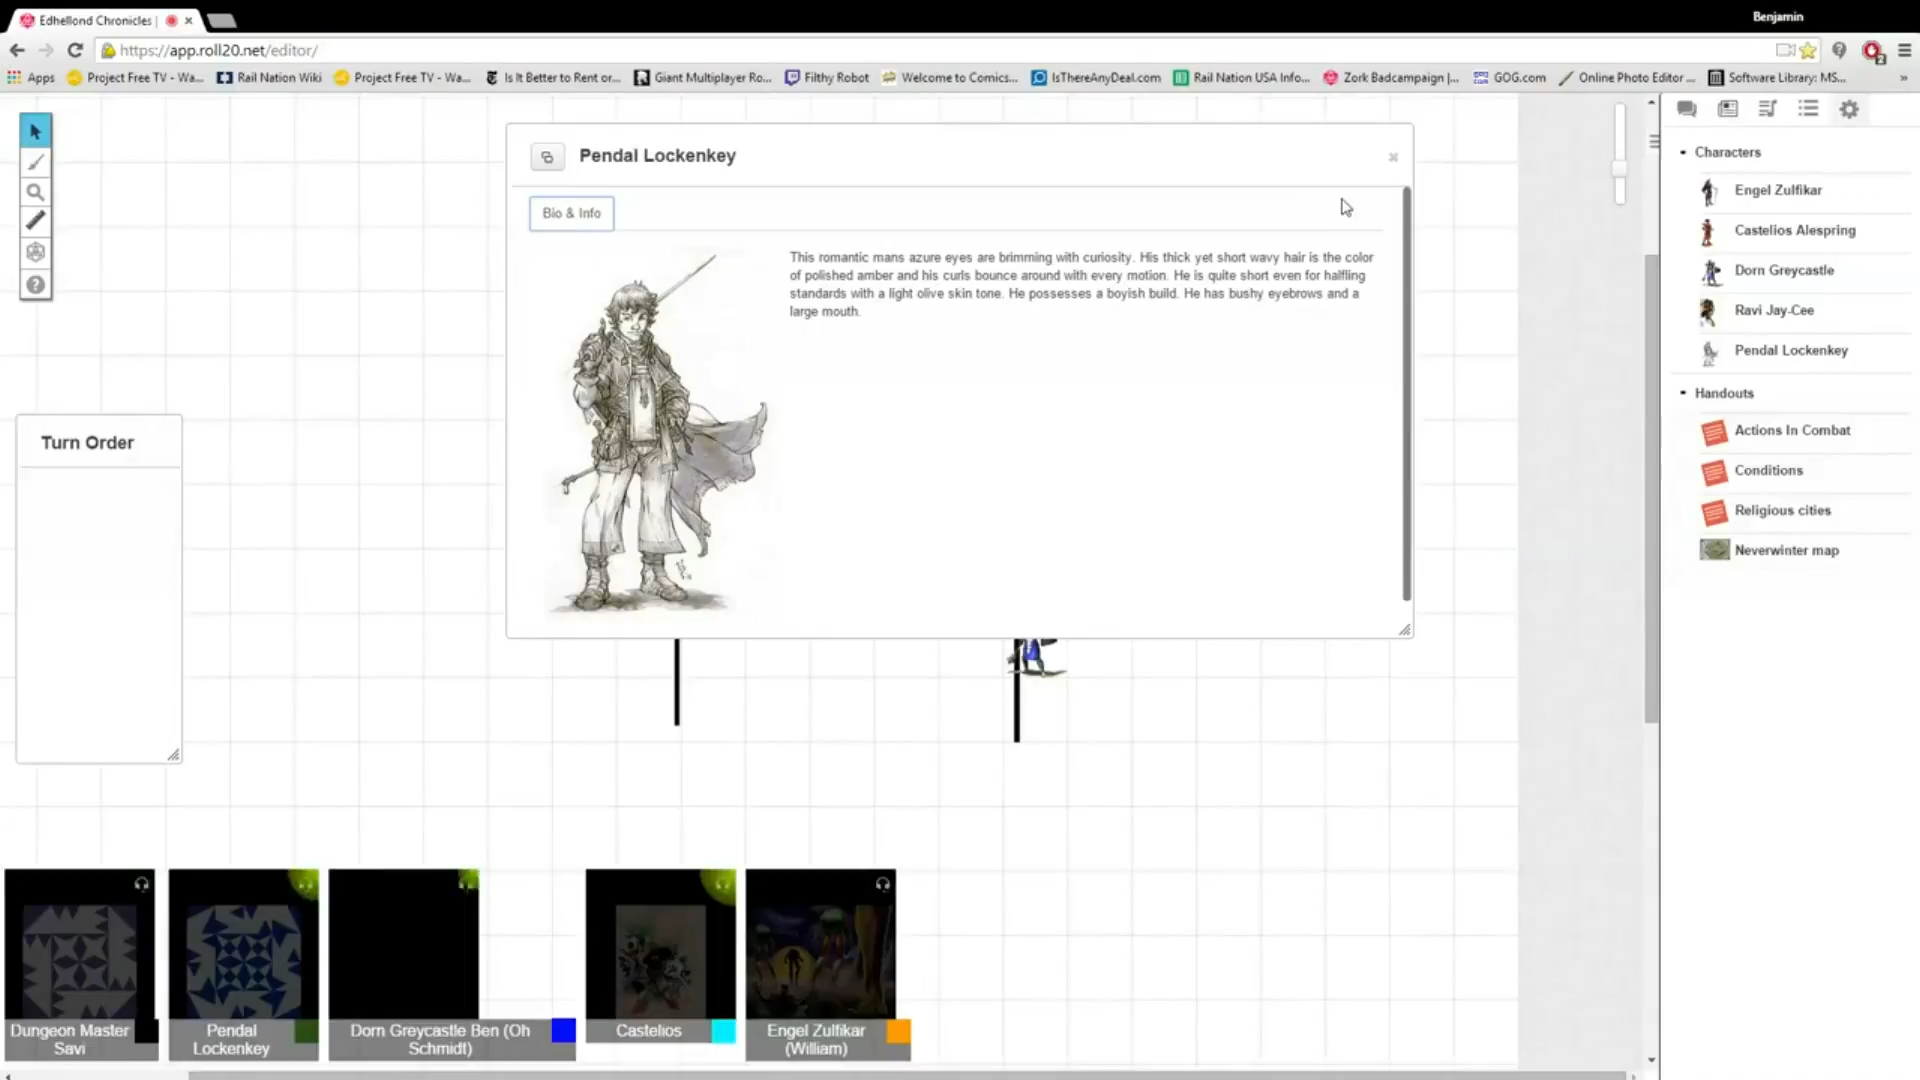 Edhellond Chronicles |
Benjamin
https://app.roll20.net/editor/
Apps Project Free TV - Wa... Rail Nation Wiki Project Free TV - Wa... Is It Better to Rent or... Giant Multiplayer Ro... Filthy Robot Welcome to Comics... IsThereAnyDeal.com Rail Nation USA Info... Zork Badcampaign |... GOG.com Online Photo Editor ... Software Library: MS... »
Pendal Lockenkey
Bio & Info
This romantic mans azure eyes are brimming with curiosity. His thick yet short wavy hair is the color
of polished amber and his curls bounce around with every motion. He is quite short even for halfling
standards with a light olive skin tone. He possesses a boyish build. He has bushy eyebrows and a
large mouth.
Characters
Engel Zulfikar
Castelios Alespring
Dorn Greycastle
Ravi Jay-Cee
Pendal Lockenkey
Handouts
Actions In Combat
Conditions
Religious cities
Neverwinter map
Turn Order
Dungeon Master
Savi
Pendal
Lockenkey
Dorn Greycastle Ben (Oh
Schmidt)
Castelios
Engel Zulfikar
(William)